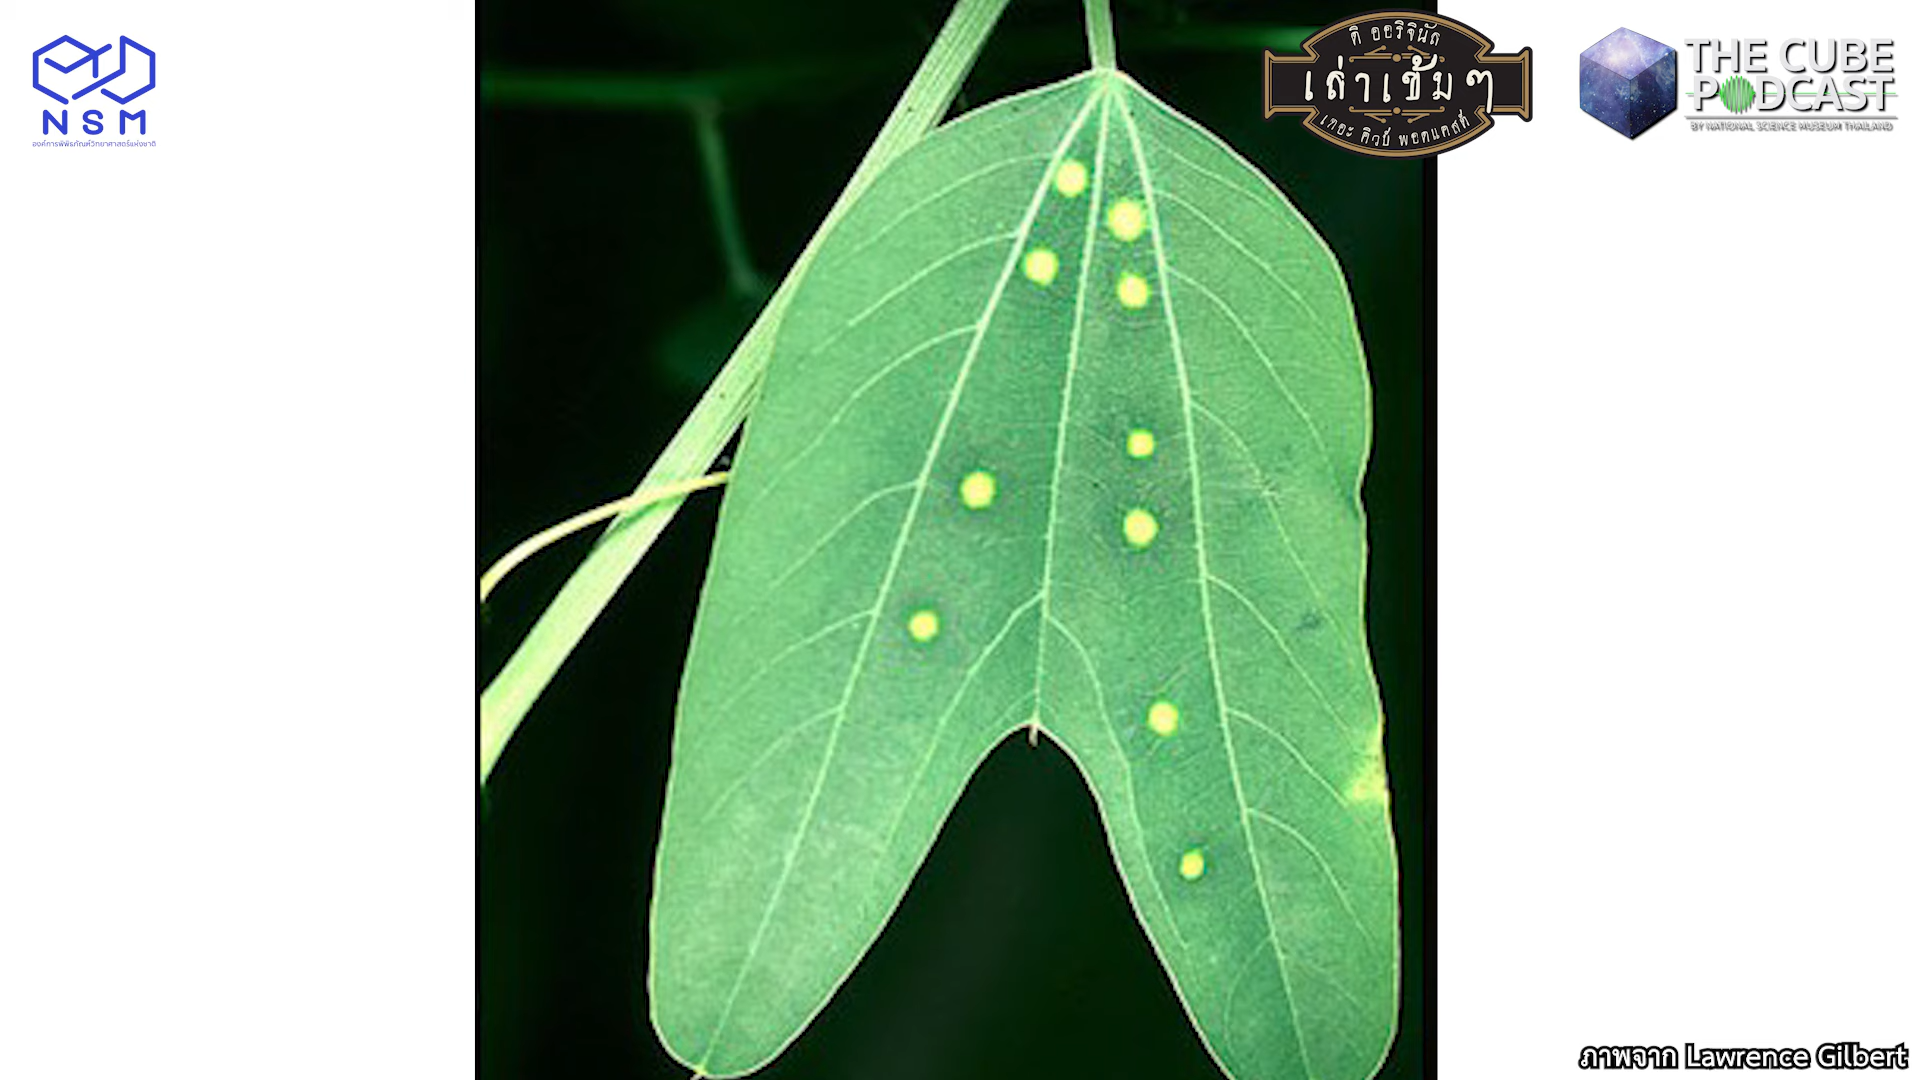 NSM
องค์การพิพิธภัณฑ์วิทยาศาสตร์แห่งชาติ
ดิ ออริจินัล
เล่าเข้มๆ
เดอะ คิวบ์ พอดแคสต์
THE CUBE
PODCAST
BY NATIONAL SCIENCE MUSEUM THAILAND
ภาพจาก Lawrence Gilbert